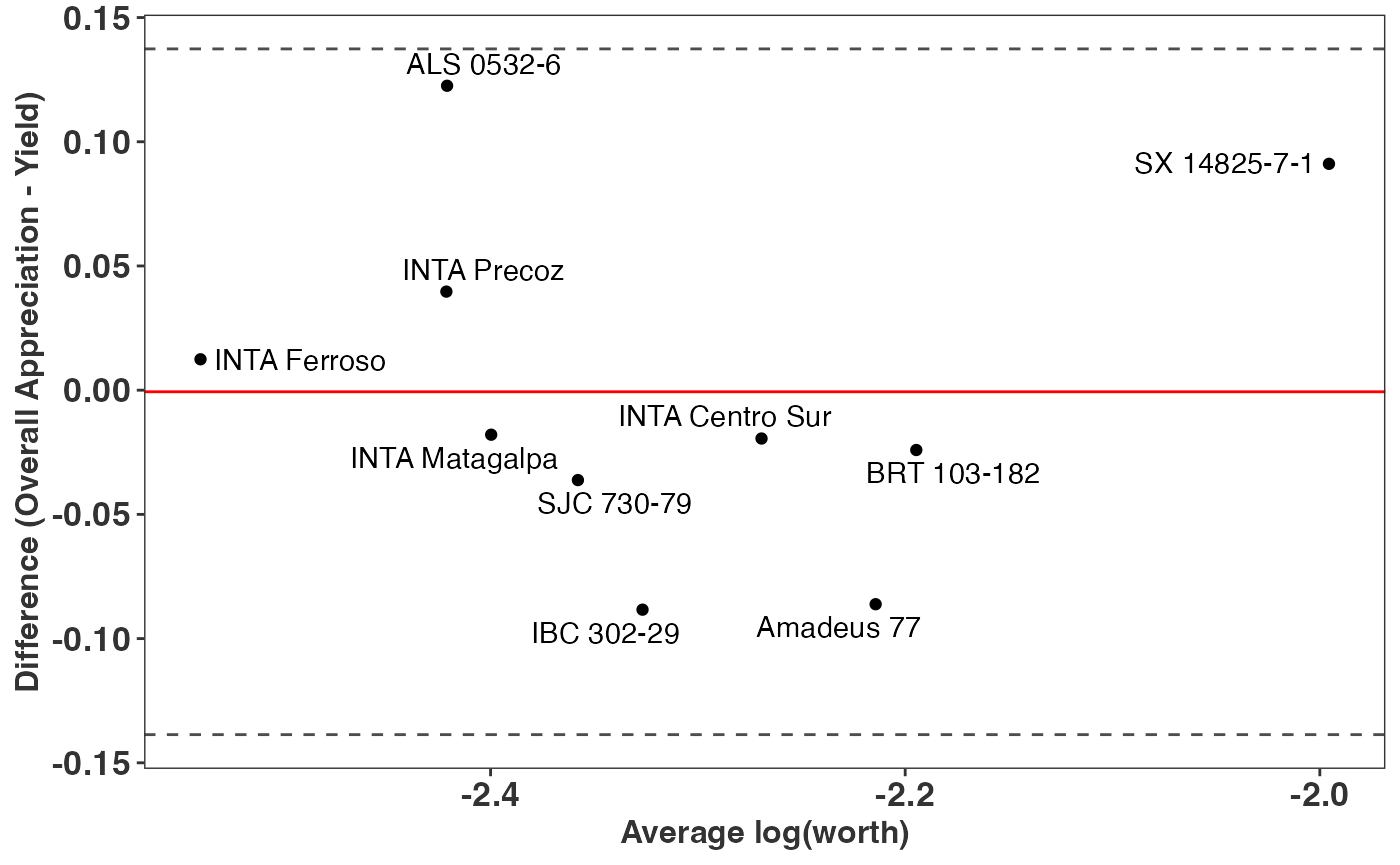 0.15
0.10
0.05
0.00
-0.05
-0.10
-0.15
Difference (Overall Appreciation - Yield)
ALS 0532-6
SX 14825-7-1
INTA Precoz
INTA Ferroso
INTA Centro Sur
INTA Matagalpa
BRT 103-182
SJC 730-79
IBC 302-29
Amadeus 77
-2.4
-2.2
-2.0
Average log(worth)